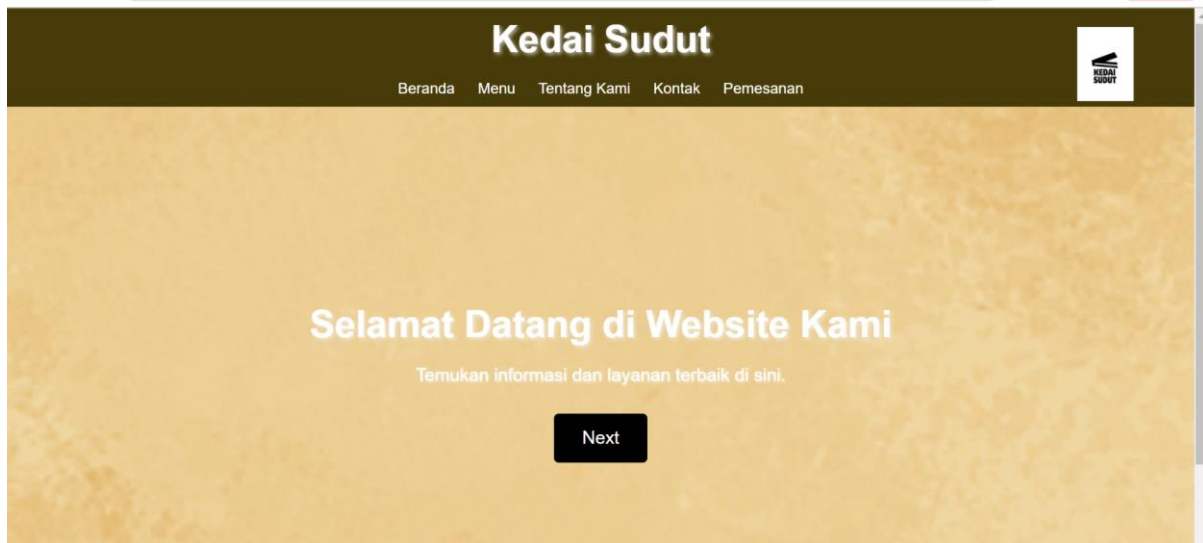 Kedai Sudut
Beranda Menu Tentang Kami Kontak Pemesanan
KEDAI
SUDUT
Selamat Datang di Website Kami
Temukan informasi dan layanan terbaik di sini.
Next